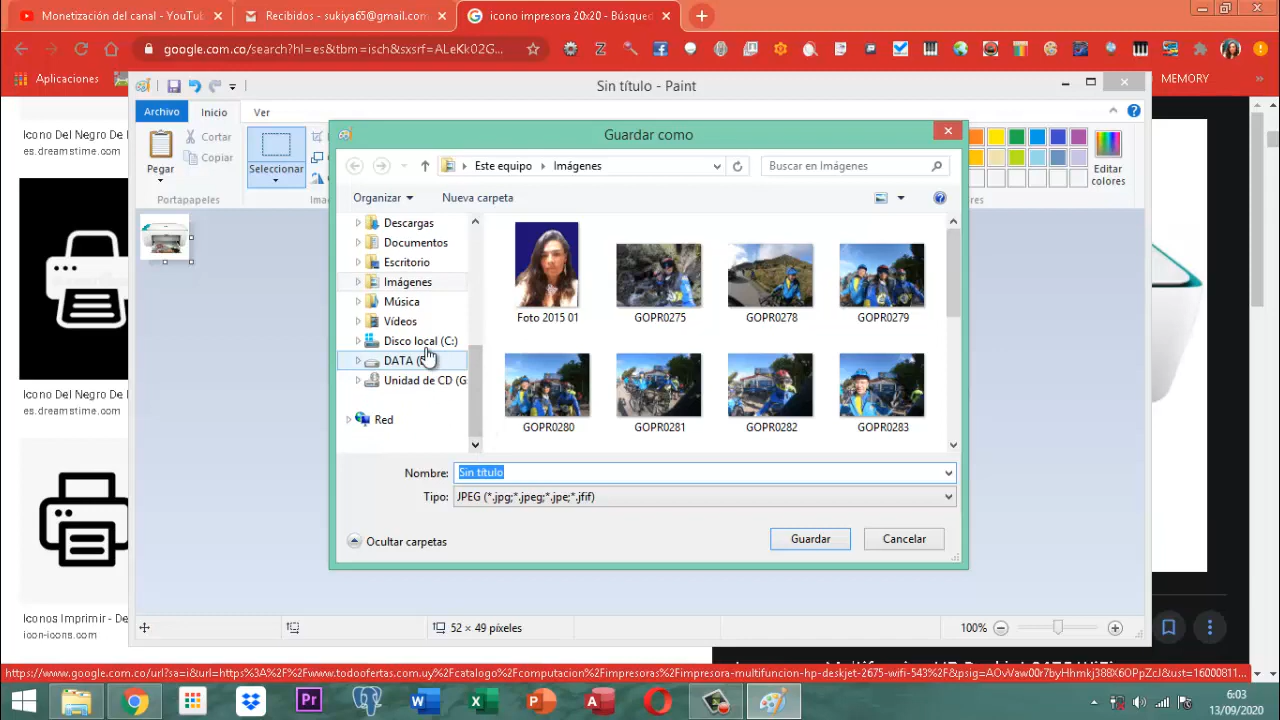 Monetización del canal - YouTu
Recibidos - sukiya65@gmail.com
icono impresora 20x20 - Búsqued
google.com.co/search?hl=es&tbm=isch&sxsrf=ALeKk02G...
Aplicaciones
MEMORY
Sin título - Paint
Archivo
Inicio
Ver
Pegar
Cortar
Copiar
Portapapeles
Seleccionar
Editar
colores
Guardar como
Este equipo
Imágenes
Buscar en Imágenes
Organizar
Nueva carpeta
Descargas
Documentos
Escritorio
Imágenes
Música
Vídeos
Disco local (C:)
DATA
Unidad de CD (G
Red
Foto 2015 01
GOPR0275
GOPR0278
GOPR0279
GOPR0280
GOPR0281
GOPR0282
GOPR0283
Nombre: Sin título
Tipo: JPEG (*.jpg;*.jpeg;*.jpe;*.jfif)
Ocultar carpetas
Guardar
Cancelar
Icono Del Negro De
es.dreamstime.com
Icono Del Negro De
es.dreamstime.com
Iconos Imprimir - De
icon-icons.com
52 × 49 píxeles
100%
6:03
13/09/2020